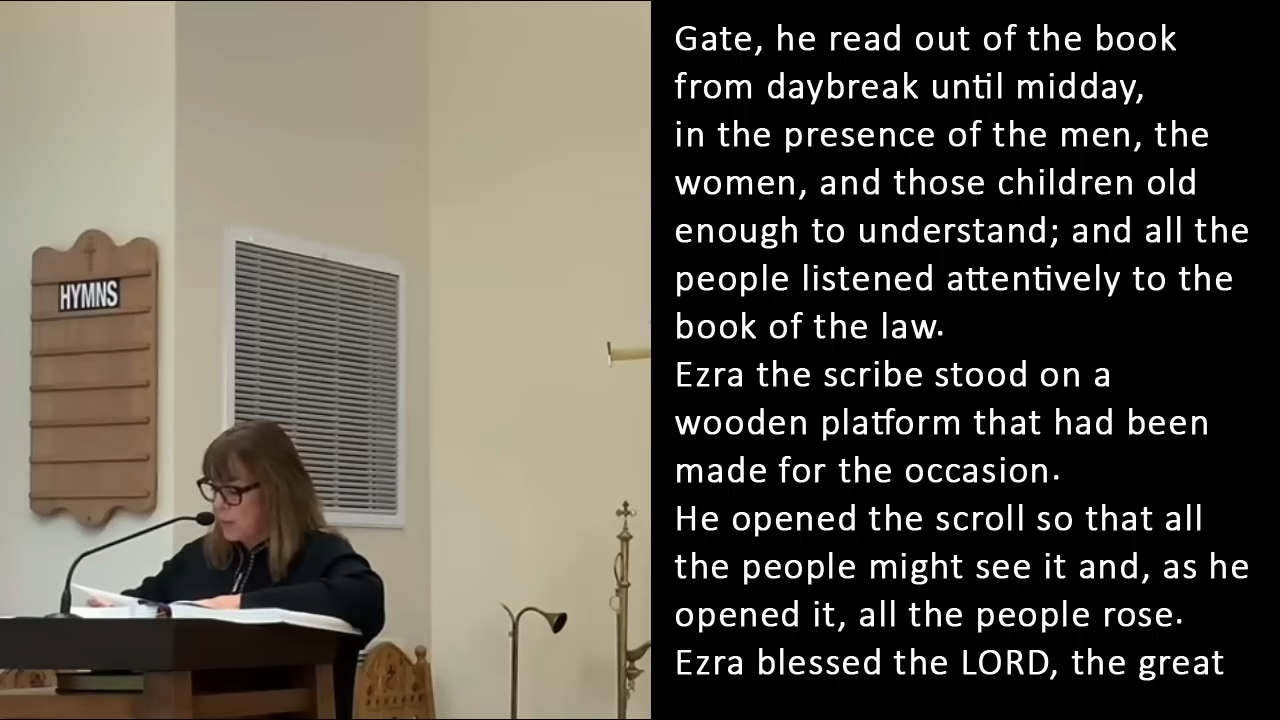 HYMNS
Gate, he read out of the book
from daybreak until midday,
in the presence of the men, the
women, and those children old
enough to understand; and all the
people listened attentively to the
book of the law.
Ezra the scribe stood on a
wooden platform that had been
made for the occasion.
He opened the scroll so that all
the people might see it and, as he
opened it, all the people rose.
Ezra blessed the LORD, the great